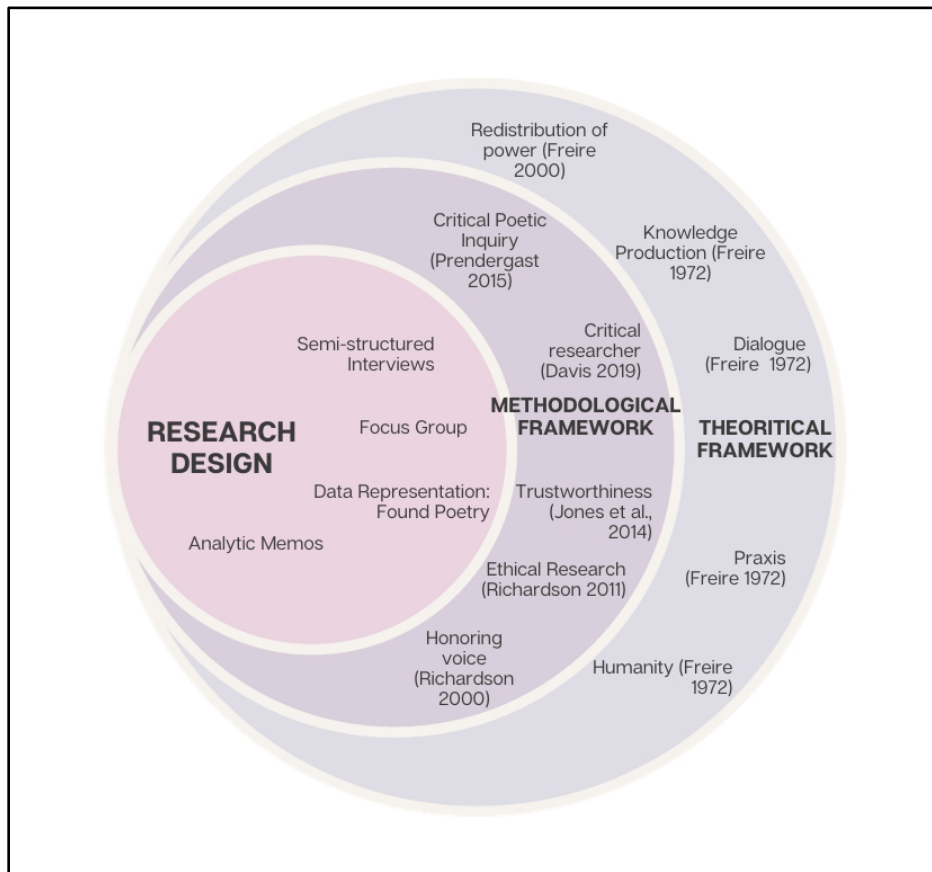 Redistribution of
power (Freire
2000)
Knowledge
Production (Freire
1972)
Dialogue
(Freire 1972)
THEORITICAL
FRAMEWORK
Praxis
(Freire 1972)
Humanity (Freire
1972)
Critical Poetic
Inquiry
(Prendergast
2015)
Critical
researcher
(Davis 2019)
METHODOLOGICAL
FRAMEWORK
Trustworthiness
(Jones et al.,
2014)
Ethical Research
(Richardson 2011)
Honoring
voice
(Richardson
2000)
Semi-structured
Interviews
Focus Group
RESEARCH
DESIGN
Data Representation:
Found Poetry
Analytic Memos